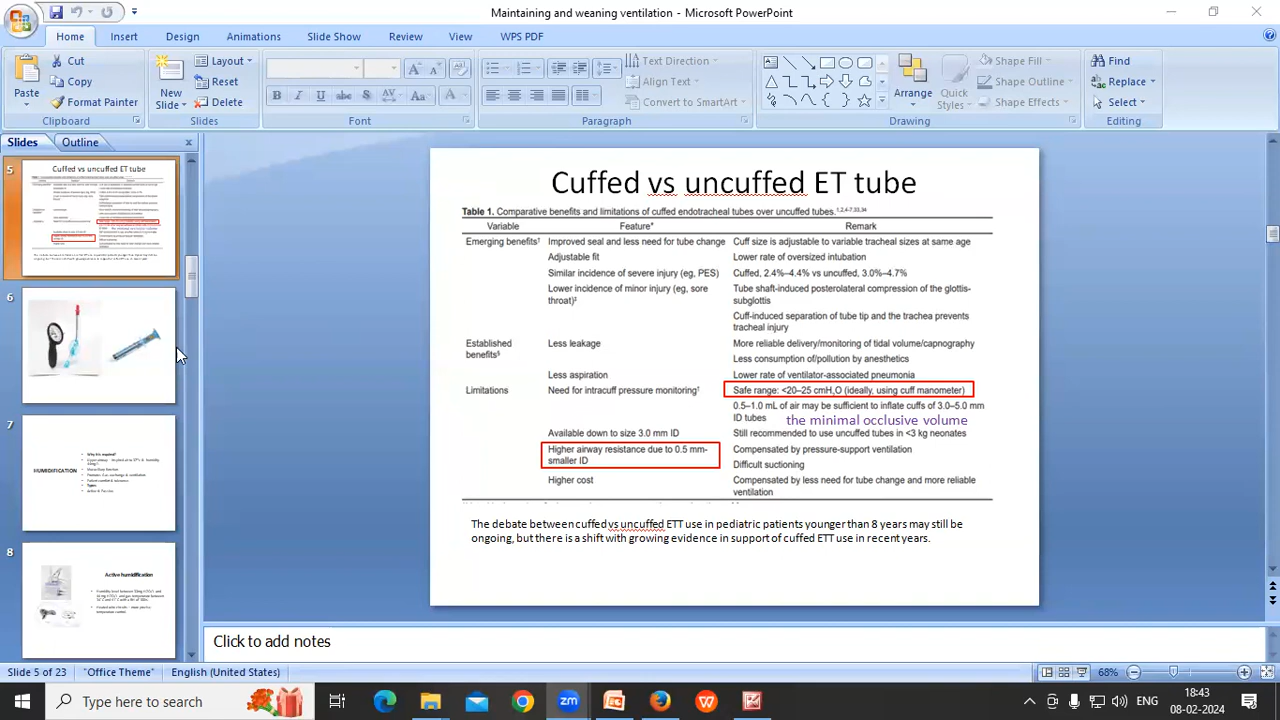 Maintaining and weaning ventilation - Microsoft PowerPoint
Home Insert Design Animations Slide Show Review View WPS PDF
Paste
Cut
Copy
Format Painter
Clipboard
New Slide
Layout
Reset
Delete
Slides
B I U abc S AV Aa A
Font
Text Direction
Align Text
Convert to SmartArt
Paragraph
Arrange
Quick Styles
Shape Fill
Shape Outline
Shape Effects
Drawing
Find
Replace
Select
Editing
Slides Outline
5
Cuffed vs uncuffed ET tube
6
7
HUMIDIFICATION
8
Active humidification
Cuffed vs uncuffed ET tube
Table 1. Comparative benefits and limitations of cuffed endotracheal tubes over uncuffed tubes.
Variable Feature* Remark
Emerging benefits† Improved seal and less need for tube change Cuff size is adjustable to variable tracheal sizes at same age
Adjustable fit Lower rate of oversized intubation
Similar incidence of severe injury (eg, PES) Cuffed, 2.4%–4.4% vs uncuffed, 3.0%–4.7%
Lower incidence of minor injury (eg, sore throat)‡ Tube shaft-induced posterolateral compression of the glottis-
subglottis
Cuff-induced separation of tube tip and the trachea prevents
tracheal injury
Established benefits§ Less leakage More reliable delivery/monitoring of tidal volume/capnography
Less consumption of/pollution by anesthetics
Less aspiration Lower rate of ventilator-associated pneumonia
Limitations Need for intracuff pressure monitoring† Safe range: <20–25 cmH2O (ideally, using cuff manometer)
0.5–1.0 mL of air may be sufficient to inflate cuffs of 3.0–5.0 mm
ID tubes the minimal occlusive volume
Available down to size 3.0 mm ID Still recommended to use uncuffed tubes in <3 kg neonates
Higher airway resistance due to 0.5 mm-
smaller ID Compensated by pressure-support ventilation
Difficult suctioning
Higher cost Compensated by less need for tube change and more reliable
ventilation
The debate between cuffed vs uncuffed ETT use in pediatric patients younger than 8 years may still be
ongoing, but there is a shift with growing evidence in support of cuffed ETT use in recent years.
Click to add notes
Slide 5 of 23 "Office Theme" English (United States) 68%
Type here to search
zm
W
P
ENG
18:43
08-02-2024